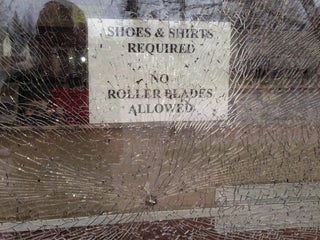 SHOES & SHIRTS
REQUIRED
NO
ROLLER BLADES
ALLOWED